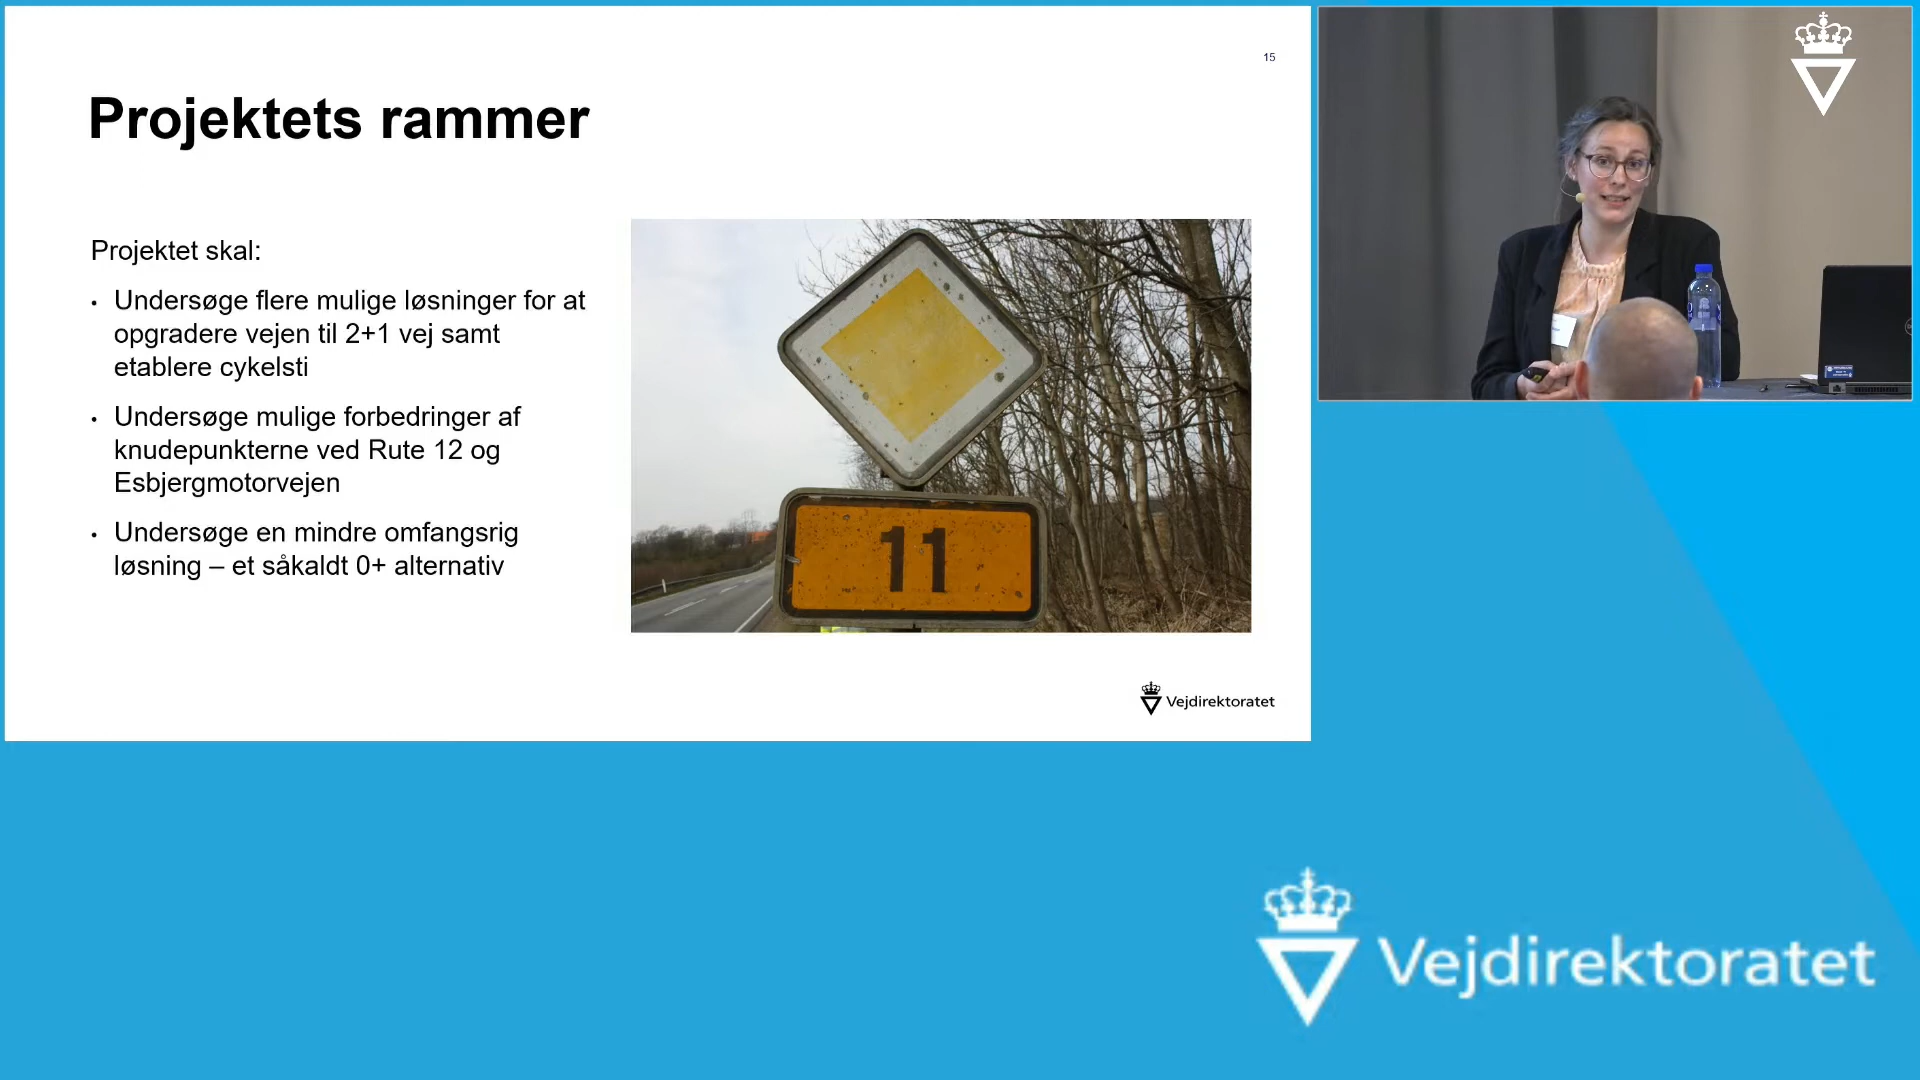 15
Projektets rammer
Projektet skal:
• Undersøge flere mulige løsninger for at
opgradere vejen til 2+1 vej samt
etablere cykelsti
• Undersøge mulige forbedringer af
knudepunkterne ved Rute 12 og
Esbjergmotorvejen
• Undersøge en mindre omfangsrig
løsning – et såkaldt 0+ alternativ
11
Vejdirektoratet
Vejdirektoratet